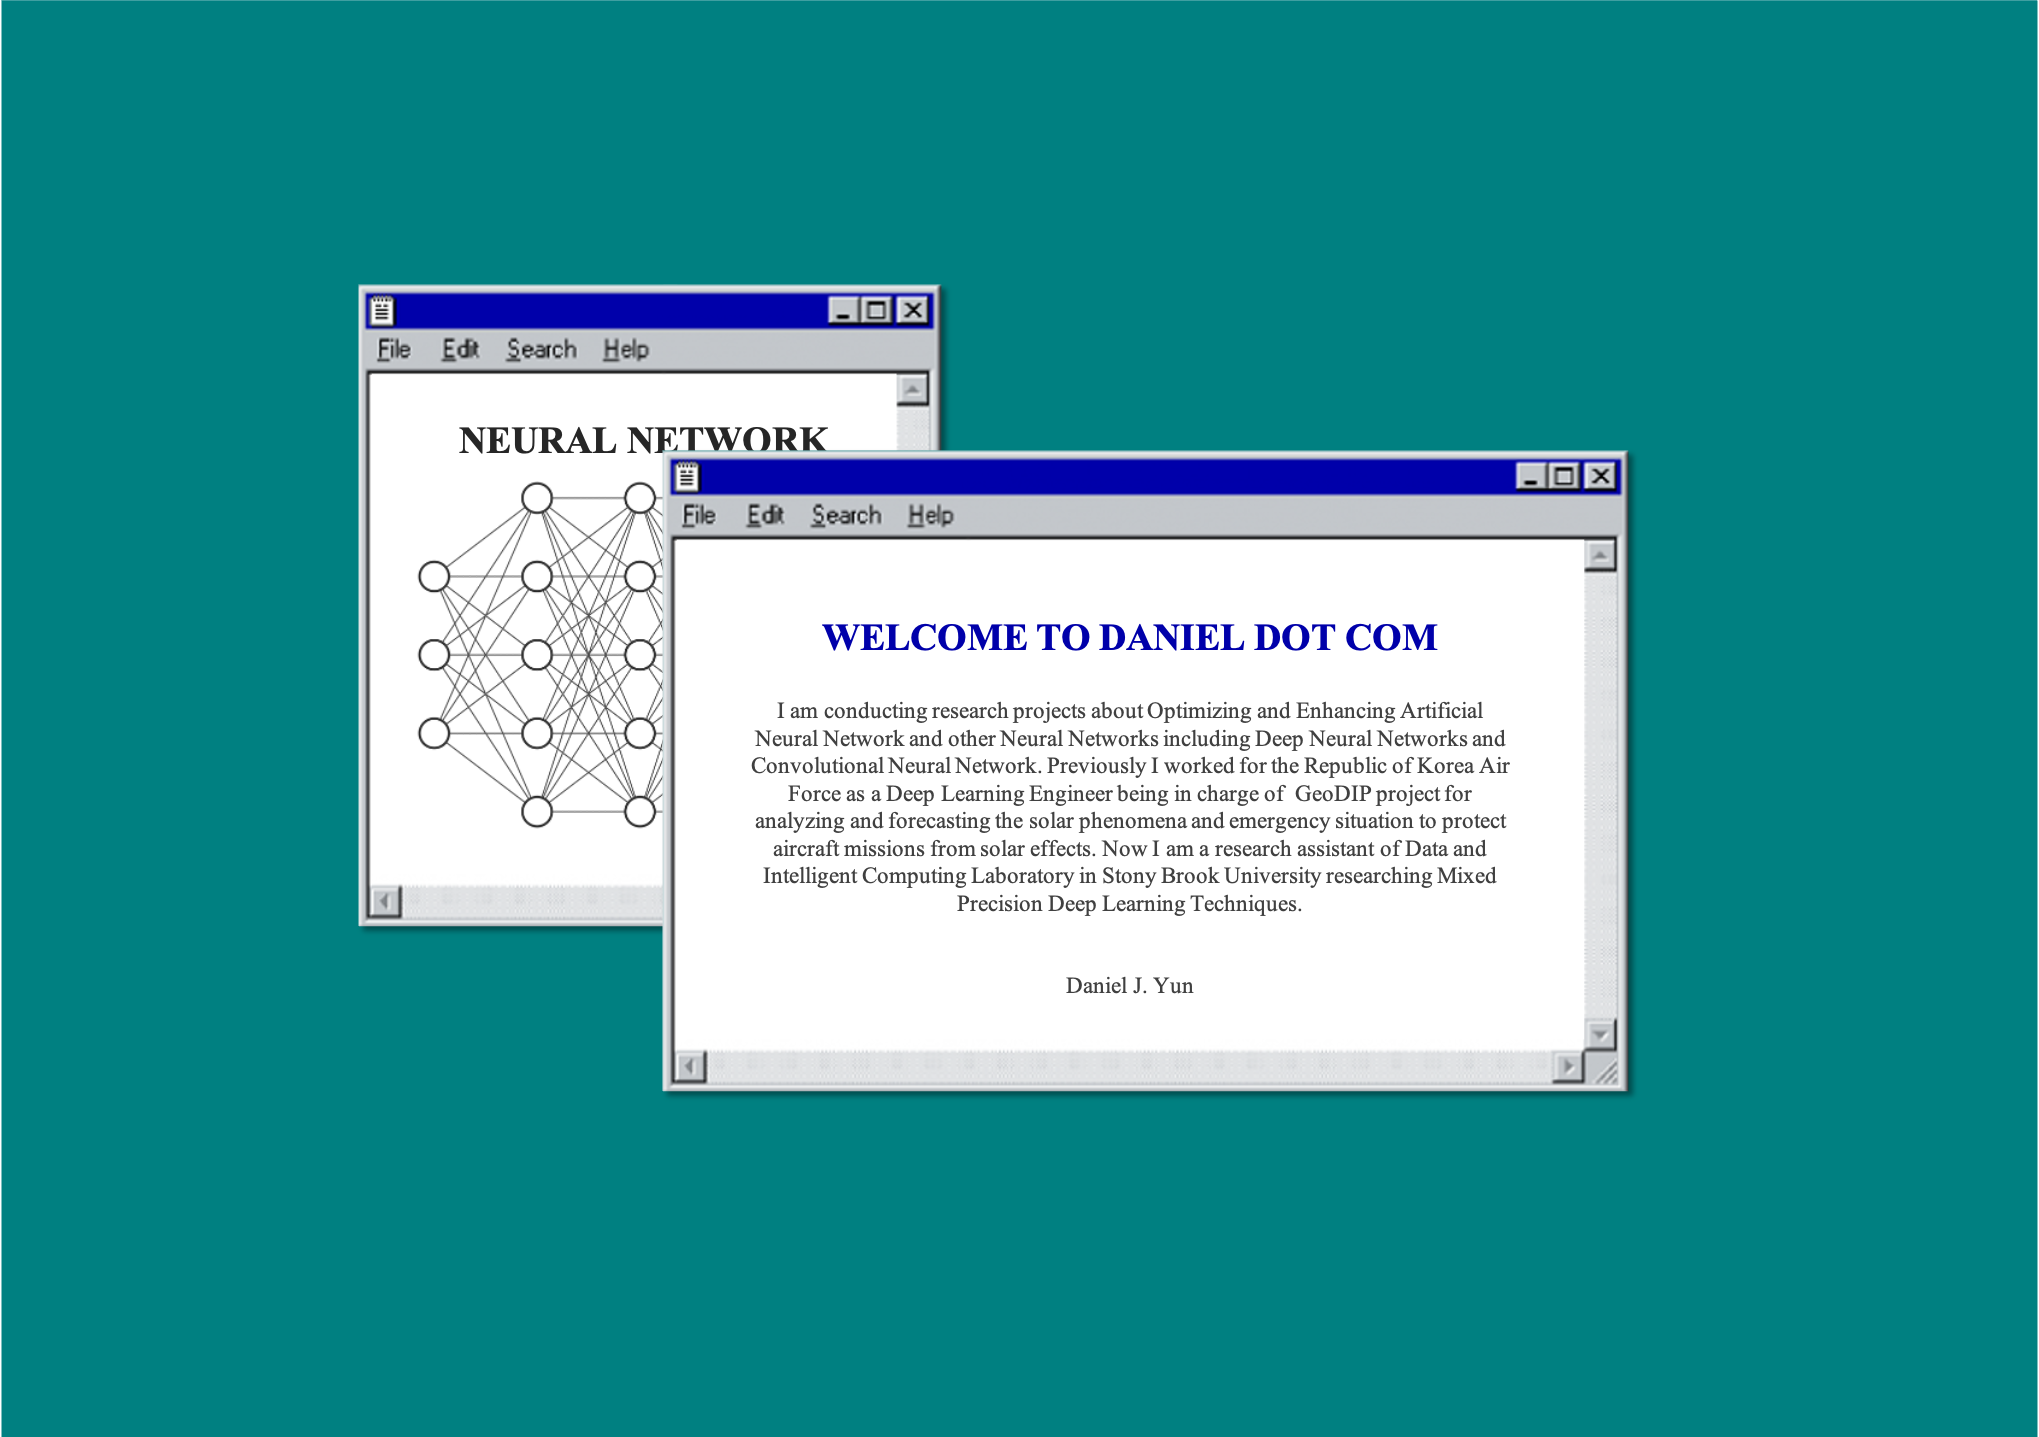 File Edit Search Help
NEURAL NETWORK
File Edit Search Help
WELCOME TO DANIEL DOT COM
I am conducting research projects about Optimizing and Enhancing Artificial
Neural Network and other Neural Networks including Deep Neural Networks and
Convolutional Neural Network. Previously I worked for the Republic of Korea Air
Force as a Deep Learning Engineer being in charge of  GeoDIP project for
analyzing and forecasting the solar phenomena and emergency situation to protect
aircraft missions from solar effects. Now I am a research assistant of Data and
Intelligent Computing Laboratory in Stony Brook University researching Mixed
Precision Deep Learning Techniques.
Daniel J. Yun